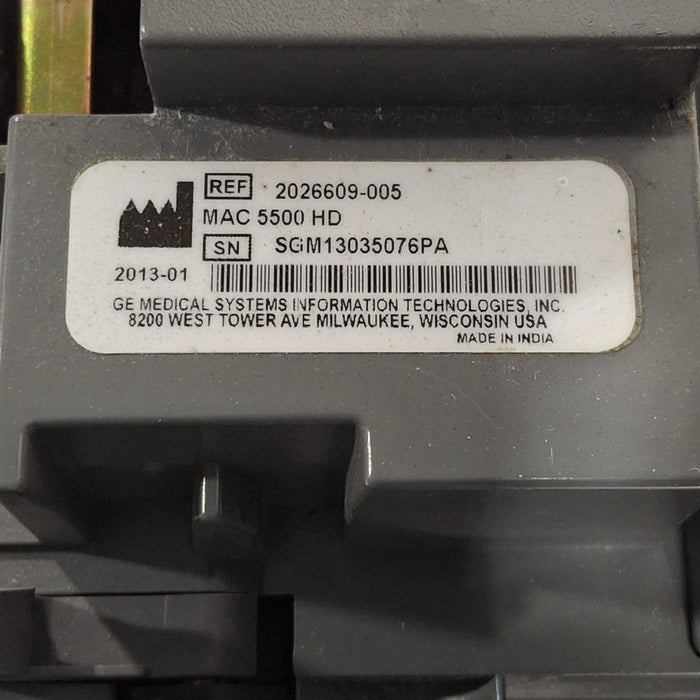 REF 2026609-005
MAC 5500 HD
SN SGM13035076PA
2013-01
GE MEDICAL SYSTEMS INFORMATION TECHNOLOGIES, INC.
8200 WEST TOWER AVE MILWAUKEE, WISCONSIN USA
MADE IN INDIA